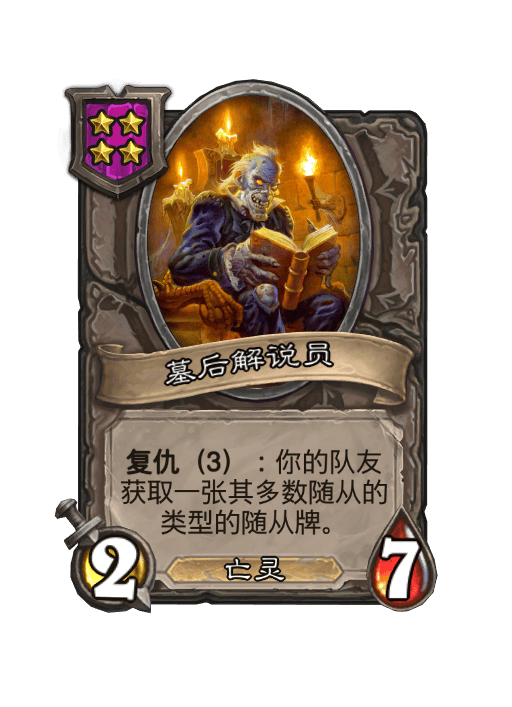 墓后解说员
复仇（3）：你的队友
获取一张其多数随从的
类型的随从牌。
2
亡灵
7